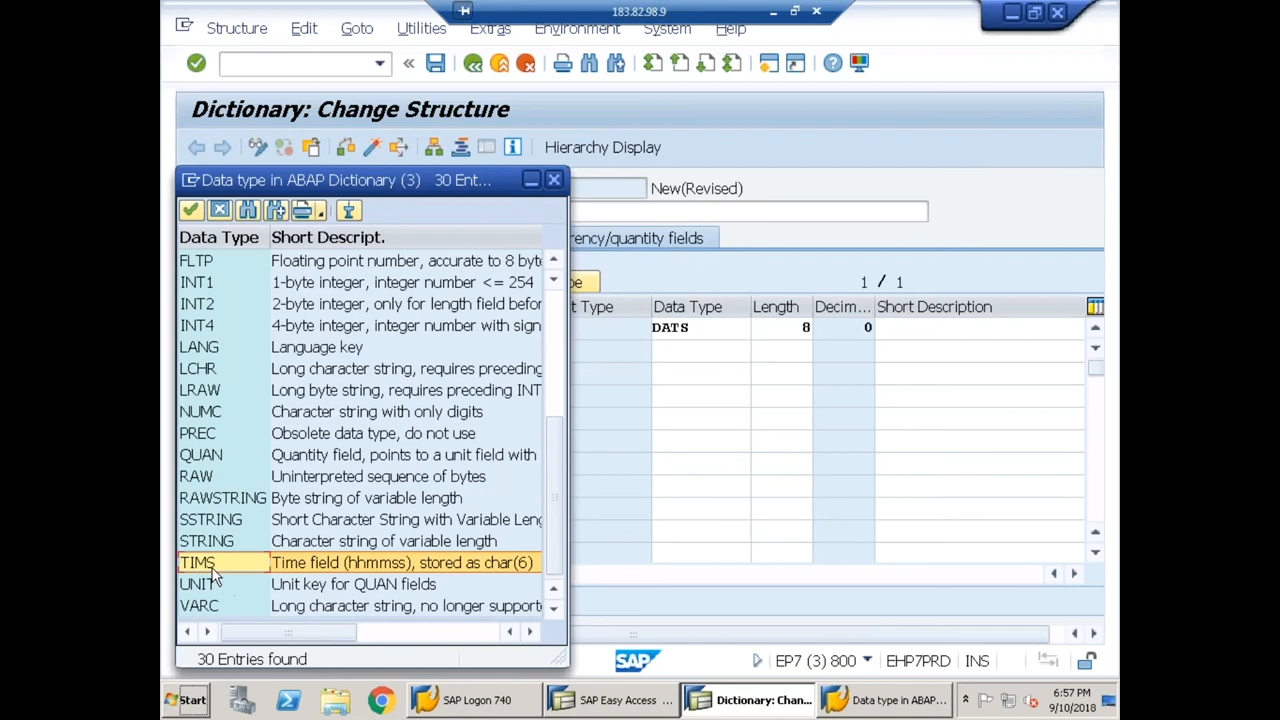 183.82.98.9
Structure Edit Goto Utilities Extras Environment System Help
Dictionary: Change Structure
Hierarchy Display
Data type in ABAP Dictionary (3) 30 Ent...
New(Revised)
Data Type Short Descript.
rency/quantity fields
FLTP Floating point number, accurate to 8 byte
INT1 1-byte integer, integer number <= 254
pe 1 / 1
INT2 2-byte integer, only for length field befor
t Type Data Type Length Decim... Short Description
INT4 4-byte integer, integer number with sign
DATS 8 0
LANG Language key
LCHR Long character string, requires preceding
LRAW Long byte string, requires preceding INT
NUMC Character string with only digits
PREC Obsolete data type, do not use
QUAN Quantity field, points to a unit field with
RAW Uninterpreted sequence of bytes
RAWSTRING Byte string of variable length
SSTRING Short Character String with Variable Leng
STRING Character string of variable length
TIMS Time field (hhmmss), stored as char(6)
UNIT Unit key for QUAN fields
VARC Long character string, no longer support
30 Entries found
SAP EP7 (3) 800 EHP7PRD INS
Start SAP Logon 740 SAP Easy Access ... Dictionary: Chan... Data type in ABAP... 6:57 PM
9/10/2018